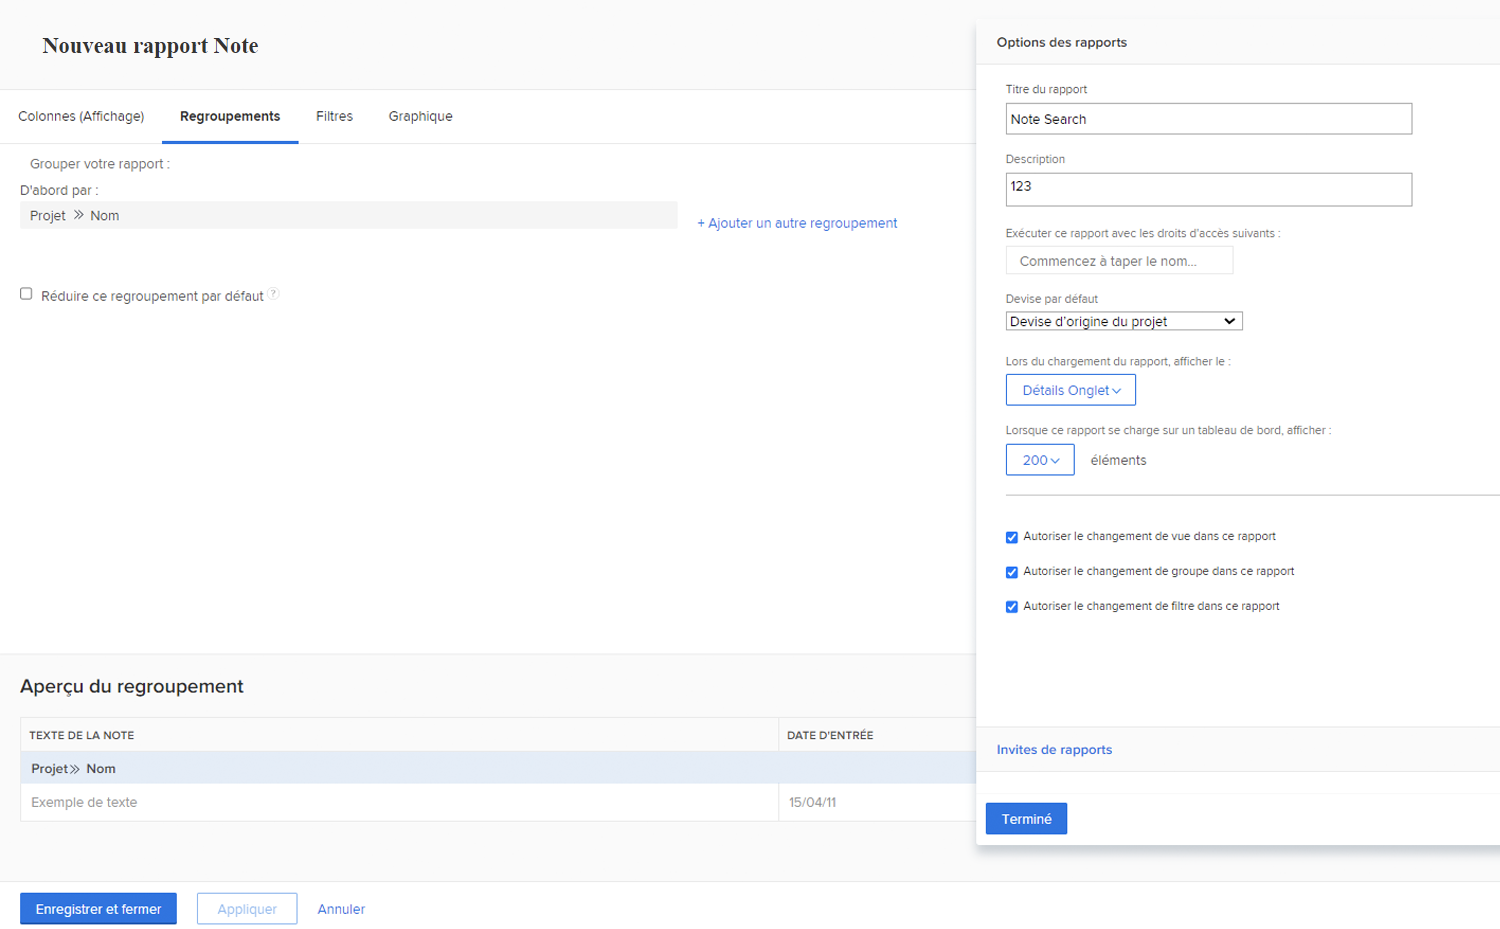 Nouveau rapport Note
Colonnes (Affichage) Regroupements Filtres Graphique
Grouper votre rapport :
D'abord par :
Projet » Nom
+ Ajouter un autre regroupement
Réduire ce regroupement par défaut ?
Aperçu du regroupement
TEXTE DE LA NOTE DATE D'ENTRÉE
Projet» Nom
Exemple de texte 15/04/11
Enregistrer et fermer Appliquer Annuler
Options des rapports
Titre du rapport
Note Search
Description
123
Exécuter ce rapport avec les droits d'accès suivants :
Commencez à taper le nom...
Devise par défaut
Devise d'origine du projet
Lors du chargement du rapport, afficher le :
Détails Onglet
Lorsque ce rapport se charge sur un tableau de bord, afficher :
200 éléments
Autoriser le changement de vue dans ce rapport
Autoriser le changement de groupe dans ce rapport
Autoriser le changement de filtre dans ce rapport
Invites de rapports
Terminé